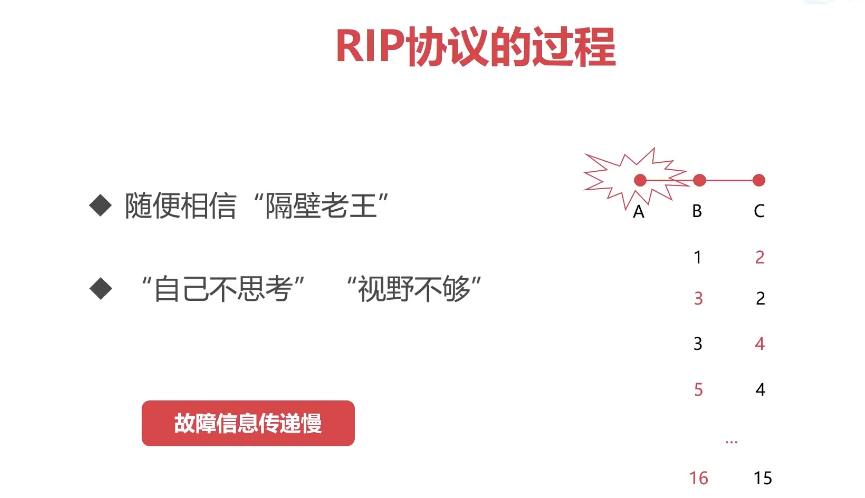 RIP协议的过程
◆ 随便相信“隔壁老王”
◆ “自己不思考” “视野不够”
故障信息传递慢
A B C
1 2
3 2
3 4
5 4
...
16 15